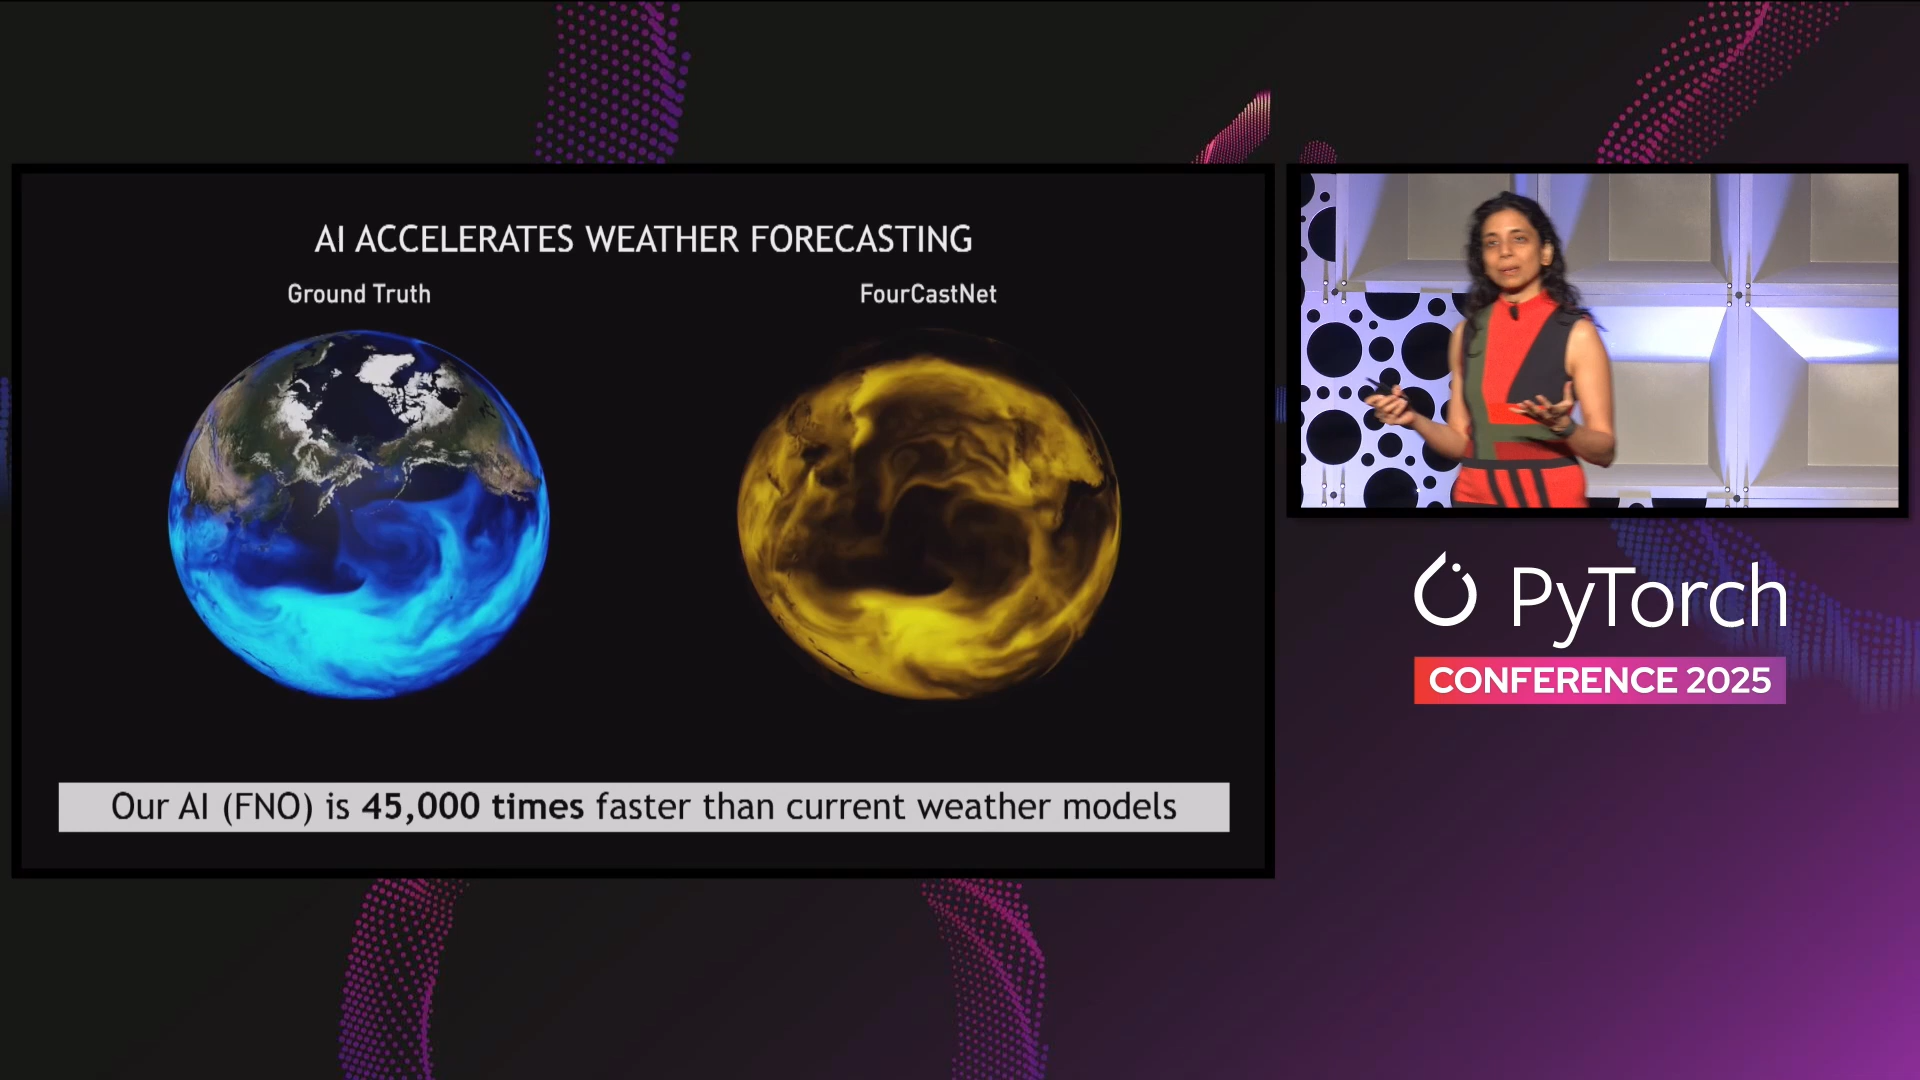 AI ACCELERATES WEATHER FORECASTING
Ground Truth
FourCastNet
Our AI (FNO) is 45,000 times faster than current weather models
PyTorch
CONFERENCE 2025